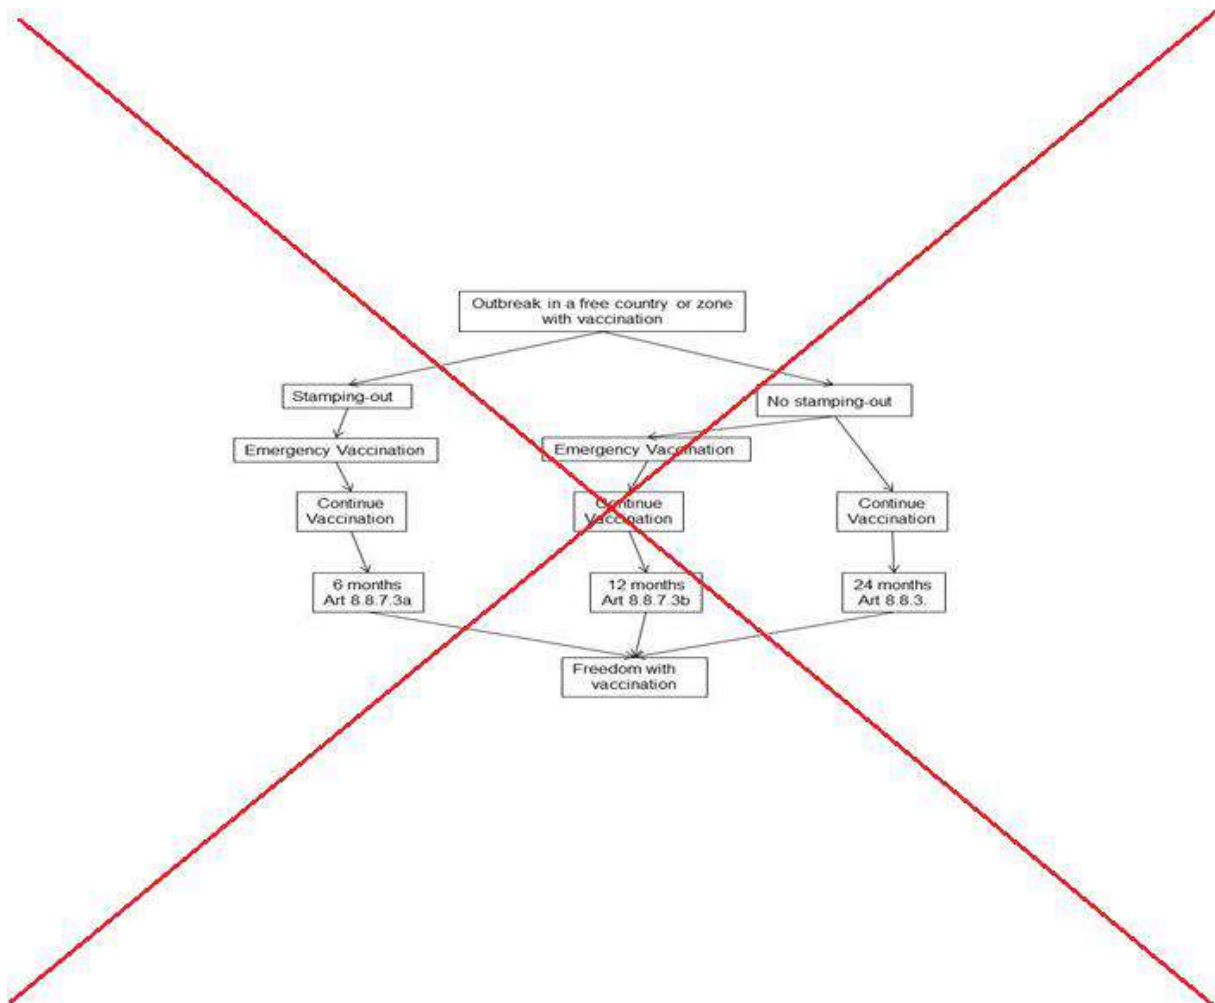 Outbreak in a free country or zone
with vaccination
Stamping-out
No stamping-out
Emergency Vaccination
Emergency Vaccination
Continue
Vaccination
Continue
Vaccination
Continue
Vaccination
6 months
Art 8.8.7.3a
12 months
Art 8.8.7.3b
24 months
Art 8.8.3.
Freedom with
vaccination